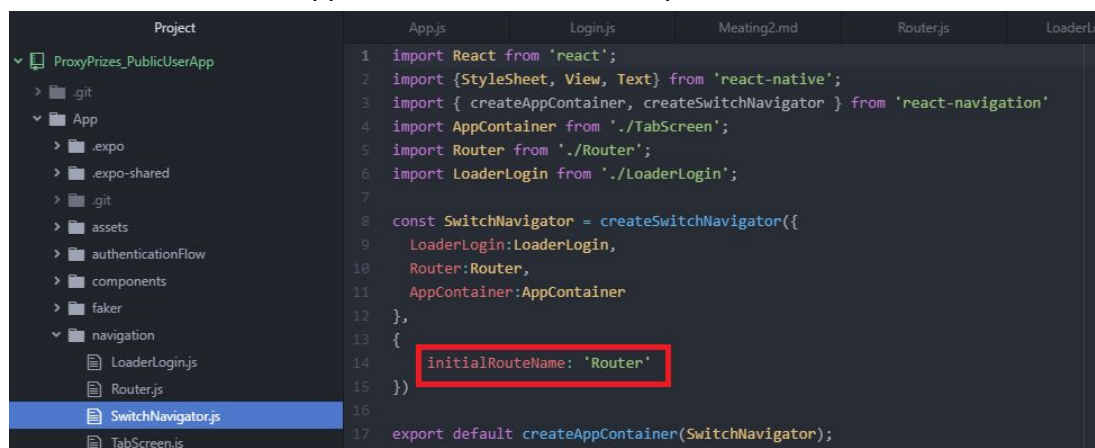 Project
App.js
Login.js
Meating2.md
Router.js
ProxyPrizes_PublicUserApp
.git
App
.expo
.expo-shared
.git
assets
authenticationFlow
components
faker
navigation
LoaderLogin.js
Router.js
SwitchNavigator.js
TabScreen.js
1 import React from 'react';
2 import {StyleSheet, View, Text} from 'react-native';
3 import { createAppContainer, createSwitchNavigator } from 'react-navigation'
4 import AppContainer from './TabScreen';
5 import Router from './Router';
6 import LoaderLogin from './LoaderLogin';
7
8 const SwitchNavigator = createSwitchNavigator({
9 LoaderLogin:LoaderLogin,
10 Router:Router,
11 AppContainer:AppContainer
12 },
13 {
14 initialRouteName: 'Router'
15 })
16
17 export default createAppContainer(SwitchNavigator);